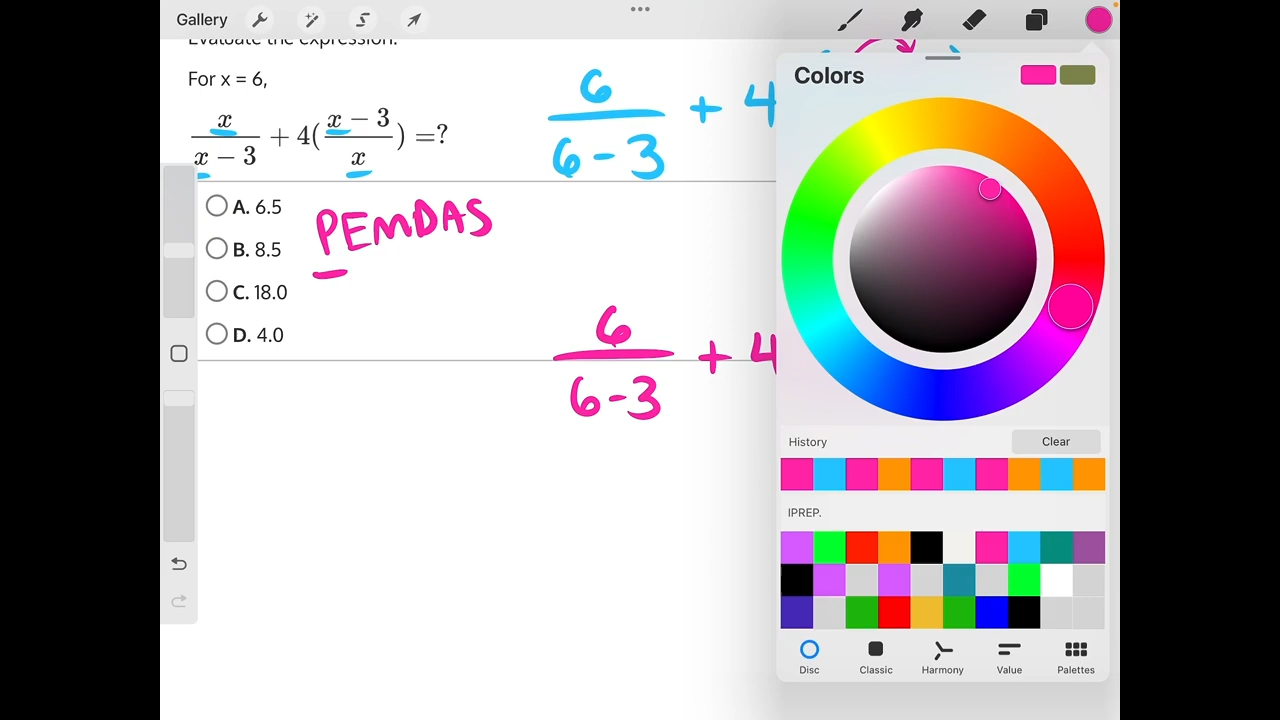 Gallery
Colors
Evaluate the expression.
For x = 6,
x / x − 3 + 4(x − 3 / x) =?
6 / 6 - 3 + 4
A. 6.5
B. 8.5
C. 18.0
D. 4.0
PEMDAS
6 / 6-3 + 4
History
Clear
IPREP.
Disc
Classic
Harmony
Value
Palettes